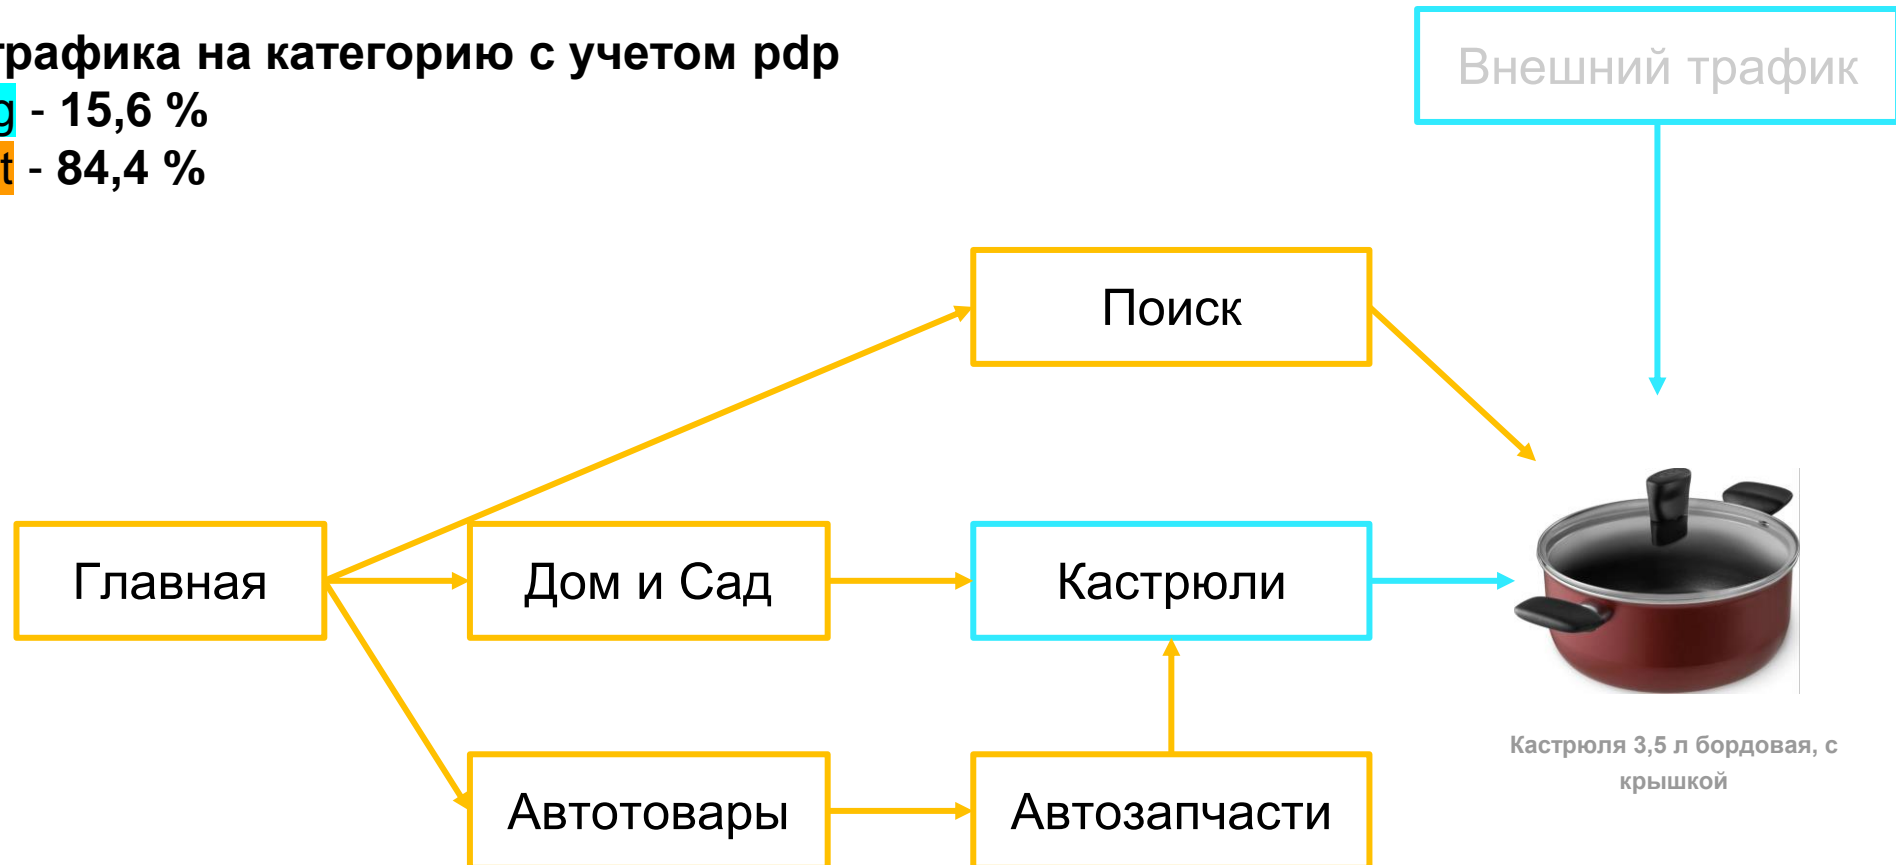 трафика на категорию с учетом pdp
g - 15,6 %
t - 84,4 %
Внешний трафик
Поиск
Главная
Дом и Сад
Кастрюли
Автотовары
Автозапчасти
Кастрюля 3,5 л бордовая, с
крышкой